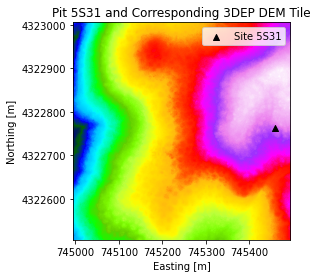 Pit 5S31 and Corresponding 3DEP DEM Tile
Site 5S31
4323000
4322900
4322800
4322700
4322600
Northing [m]
745000 745100 745200 745300 745400
Easting [m]